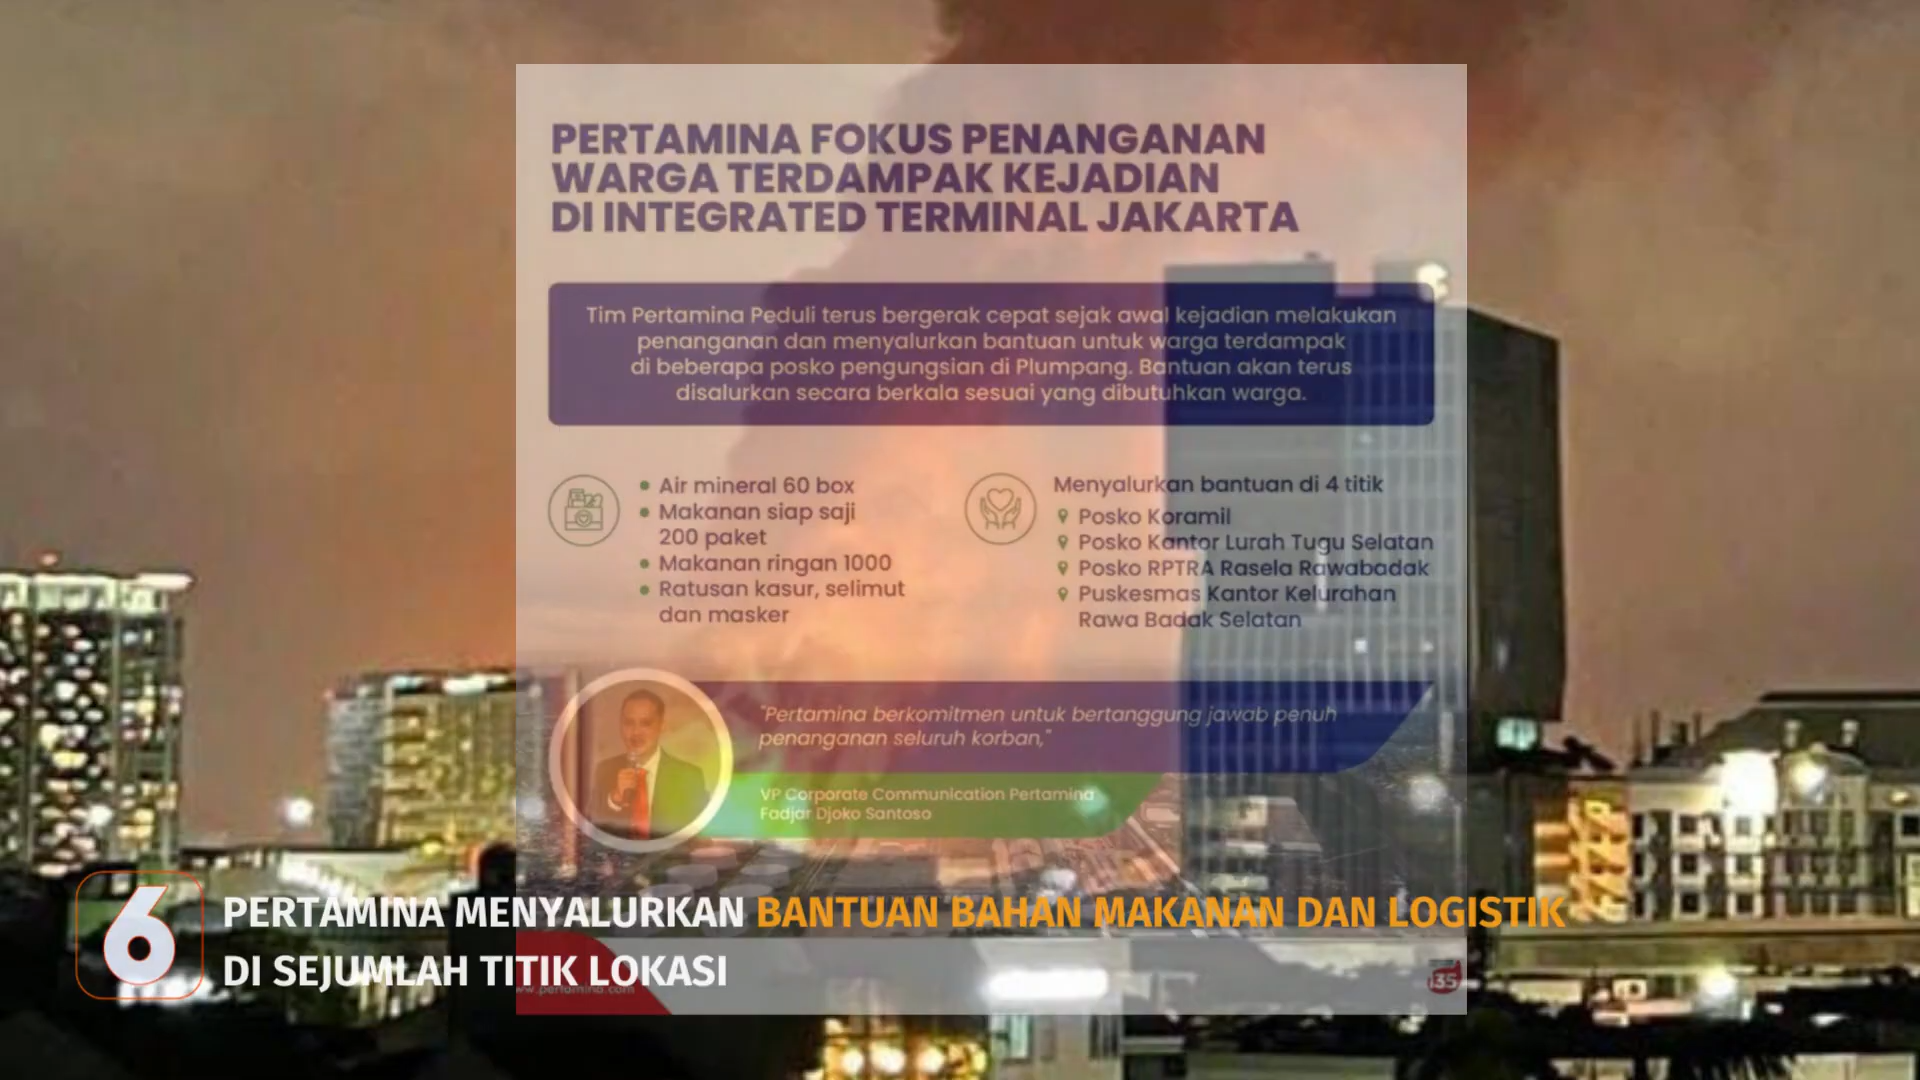 PERTAMINA FOKUS PENANGANAN
WARGA TERDAMPAK KEJADIAN
DI INTEGRATED TERMINAL JAKARTA
Tim Pertamina Peduli terus bergerak cepat sejak awal kejadian melakukan
penanganan dan menyalurkan bantuan untuk warga terdampak
di beberapa posko pengungsian di Plumpang. Bantuan akan terus
disalurkan secara berkala sesuai yang dibutuhkan warga.
Air mineral 60 box
Makanan siap saji
200 paket
Makanan ringan 1000
Ratusan kasur, selimut
dan masker
Menyalurkan bantuan di 4 titik
Posko Koramil
Posko Kantor Lurah Tugu Selatan
Posko RPTRA Rasela Rawabadak
Puskesmas Kantor Kelurahan
Rawa Badak Selatan
"Pertamina berkomitmen untuk bertanggung jawab penuh
penanganan seluruh korban,"
VP Corporate Communication Pertamina
Fadjar Djoko Santoso
6
PERTAMINA MENYALURKAN BANTUAN BAHAN MAKANAN DAN LOGISTIK
DI SEJUMLAH TITIK LOKASI
ww.pertamina.com
135